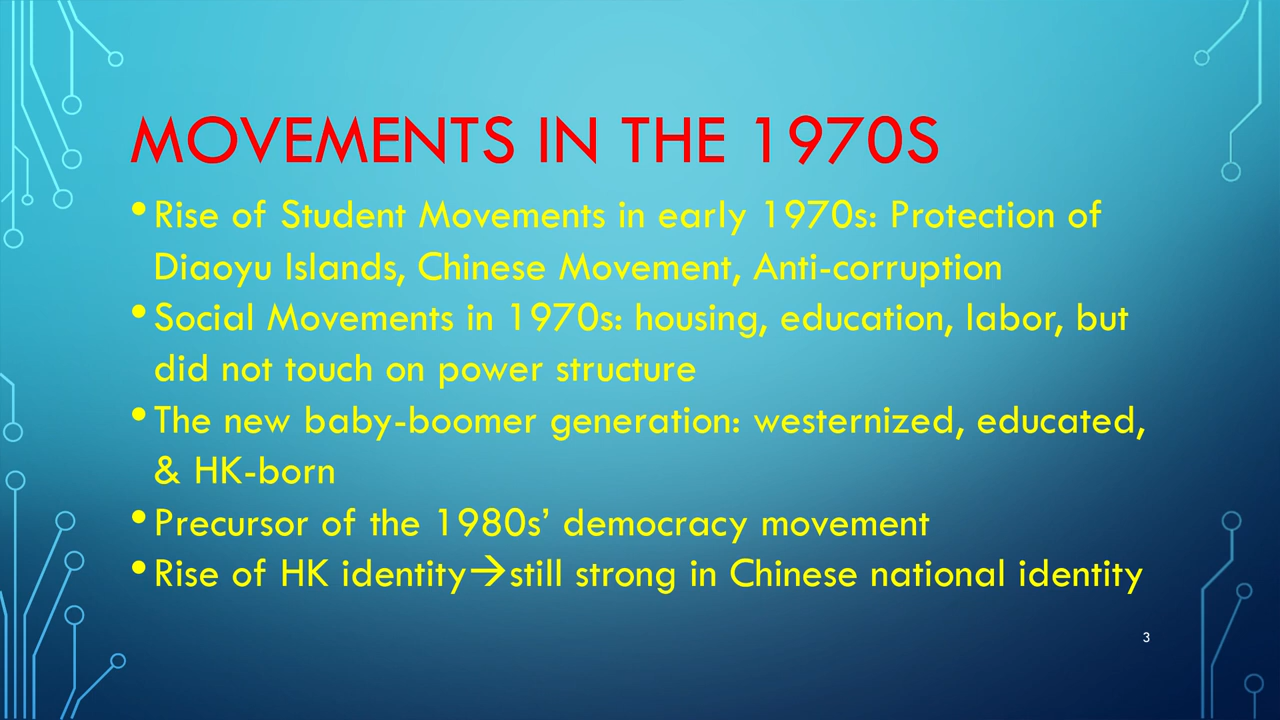 MOVEMENTS IN THE 1970S
• Rise of Student Movements in early 1970s: Protection of
Diaoyu Islands, Chinese Movement, Anti-corruption
• Social Movements in 1970s: housing, education, labor, but
did not touch on power structure
• The new baby-boomer generation: westernized, educated,
& HK-born
• Precursor of the 1980s’ democracy movement
• Rise of HK identity→still strong in Chinese national identity
3